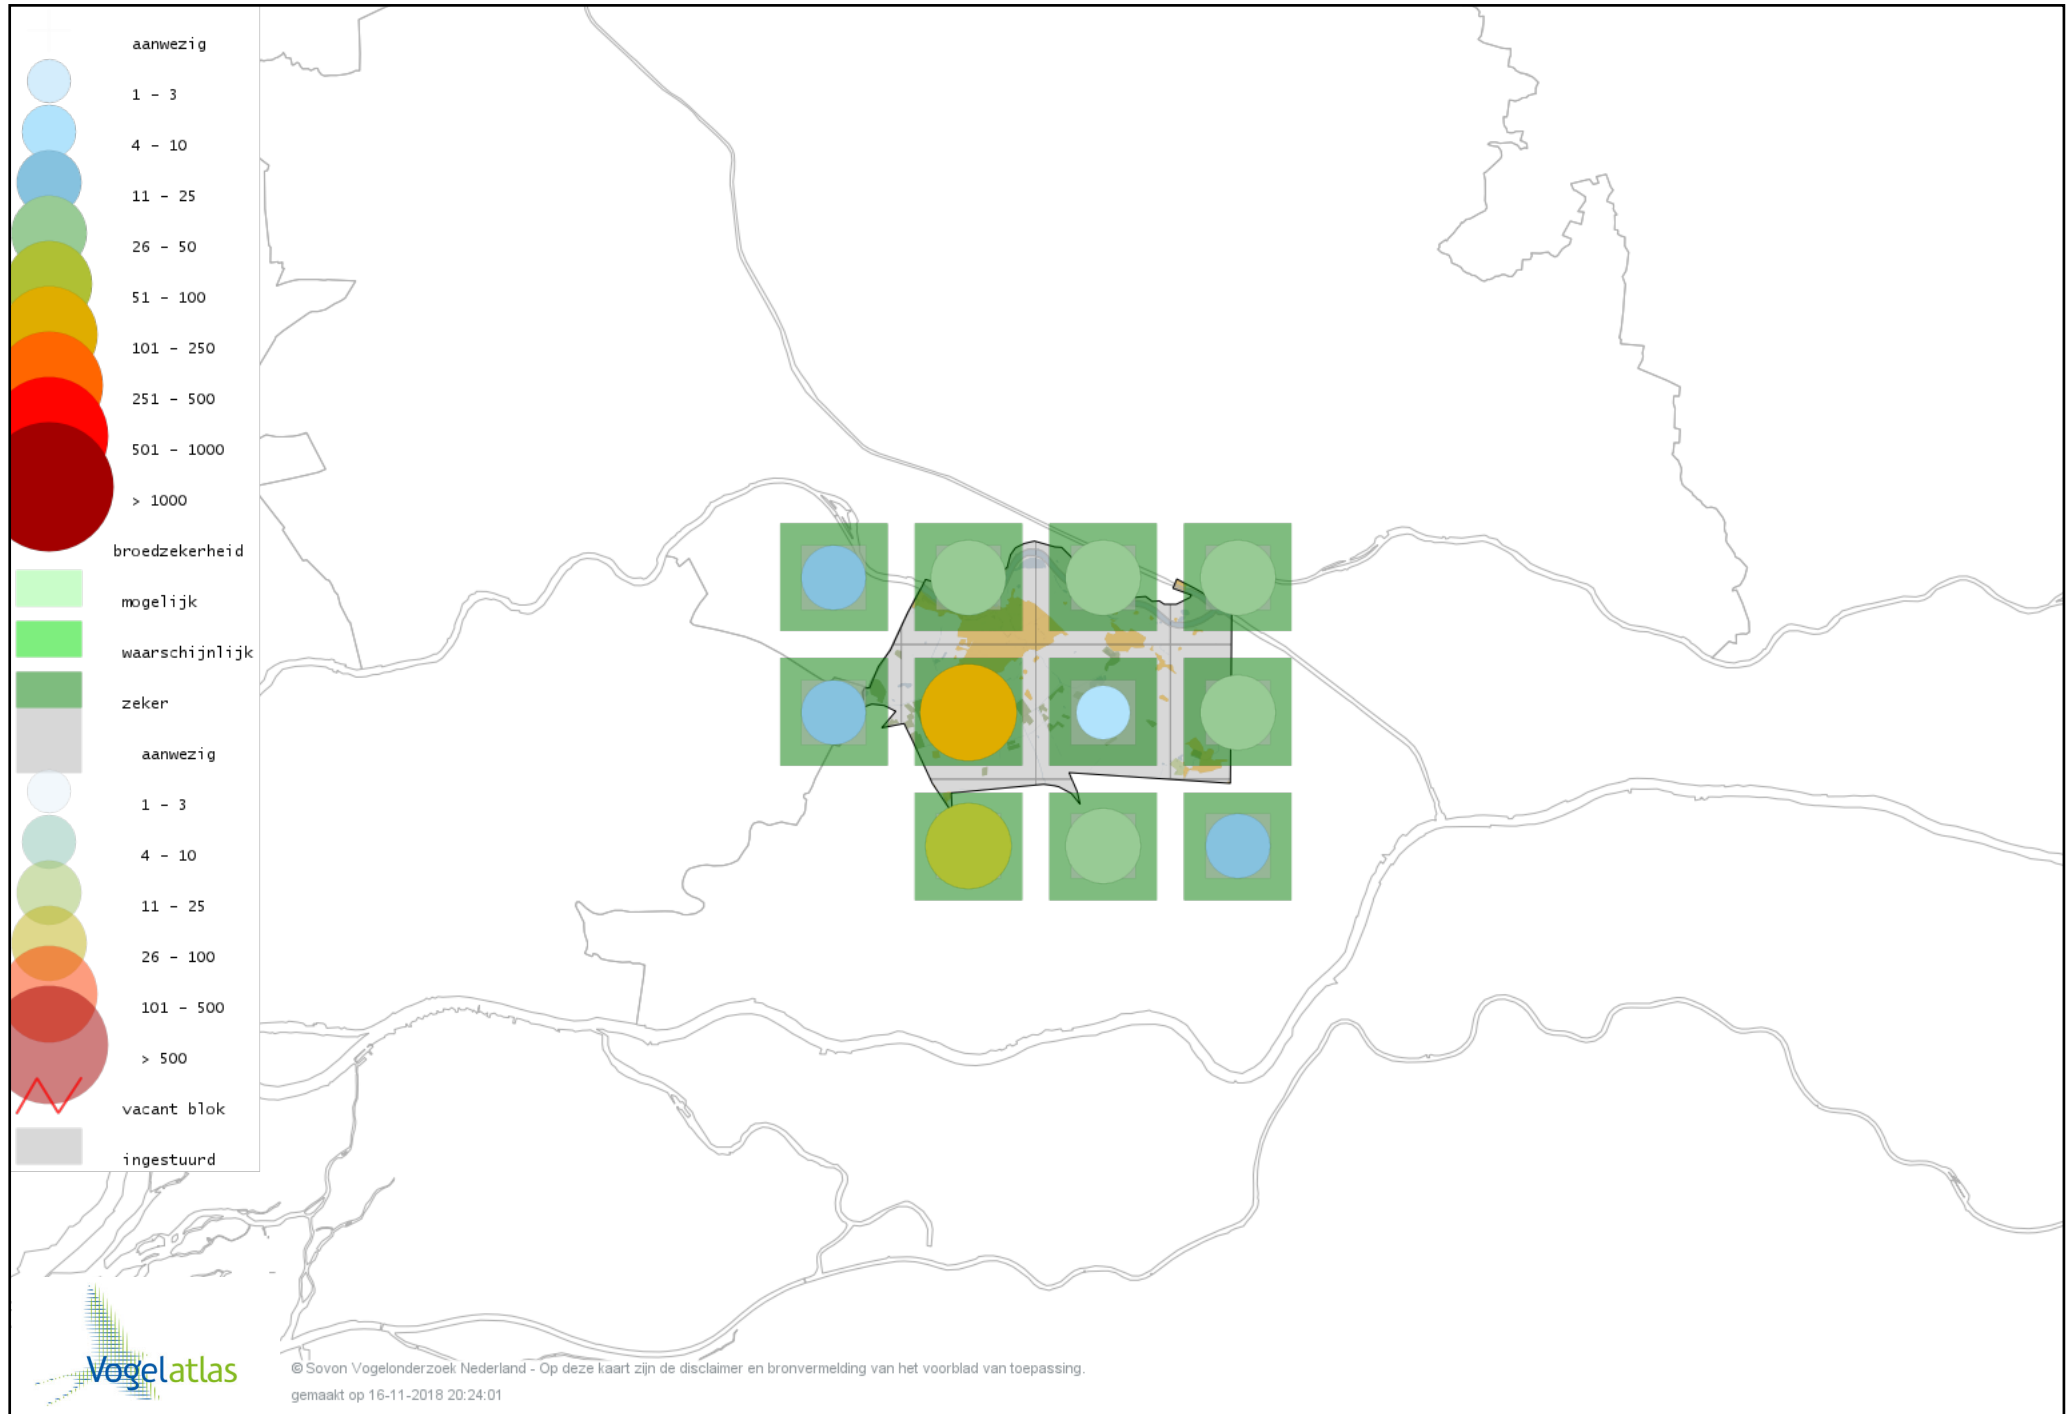 aanwezig
1 - 3
4 - 10
11 - 25
26 - 50
51 - 100
101 - 250
251 - 500
501 - 1000
> 1000
broedzekerheid
mogelijk
waarschijnlijk
zeker
aanwezig
1 - 3
4 - 10
11 - 25
26 - 100
101 - 500
> 500
vacant blok
ingestuurd
Vogelatlas
© Sovon Vogelonderzoek Nederland - Op deze kaart zijn de disclaimer en bronvermelding van het voorblad van toepassing.
gemaakt op 16-11-2018 20:24:01